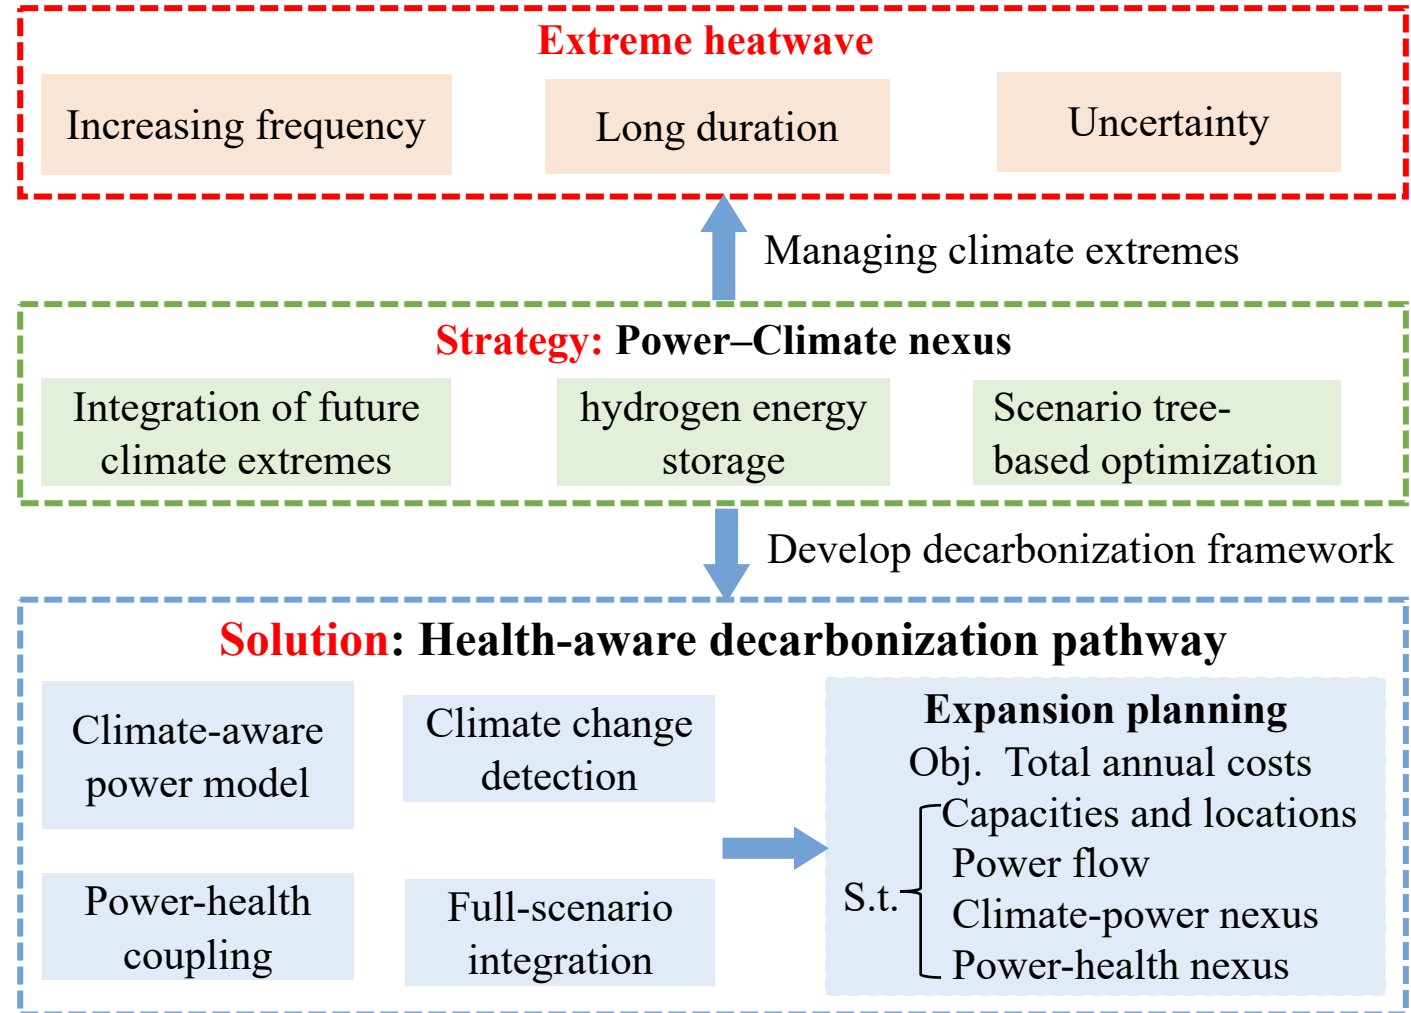 Extreme heatwave
Increasing frequency
Long duration
Uncertainty
Managing climate extremes
Strategy: Power–Climate nexus
Integration of future
climate extremes
hydrogen energy
storage
Scenario tree-
based optimization
Develop decarbonization framework
Solution: Health-aware decarbonization pathway
Climate-aware
power model
Climate change
detection
Power-health
coupling
Full-scenario
integration
Expansion planning
Obj. Total annual costs
S.t.
Capacities and locations
Power flow
Climate-power nexus
Power-health nexus